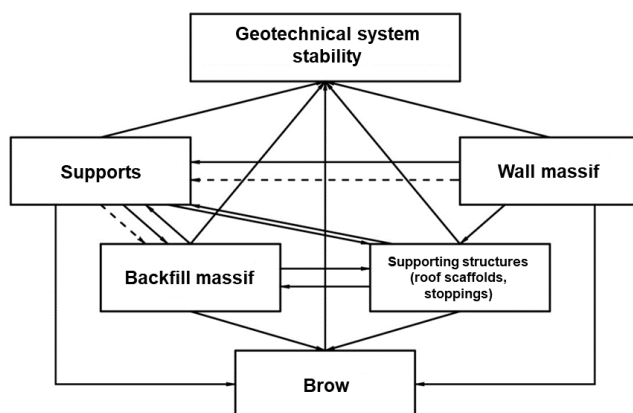 Geotechnical system
stability
Supports
Wall massif
Backfill massif
Supporting structures
(roof scaffolds,
stoppings)
Brow